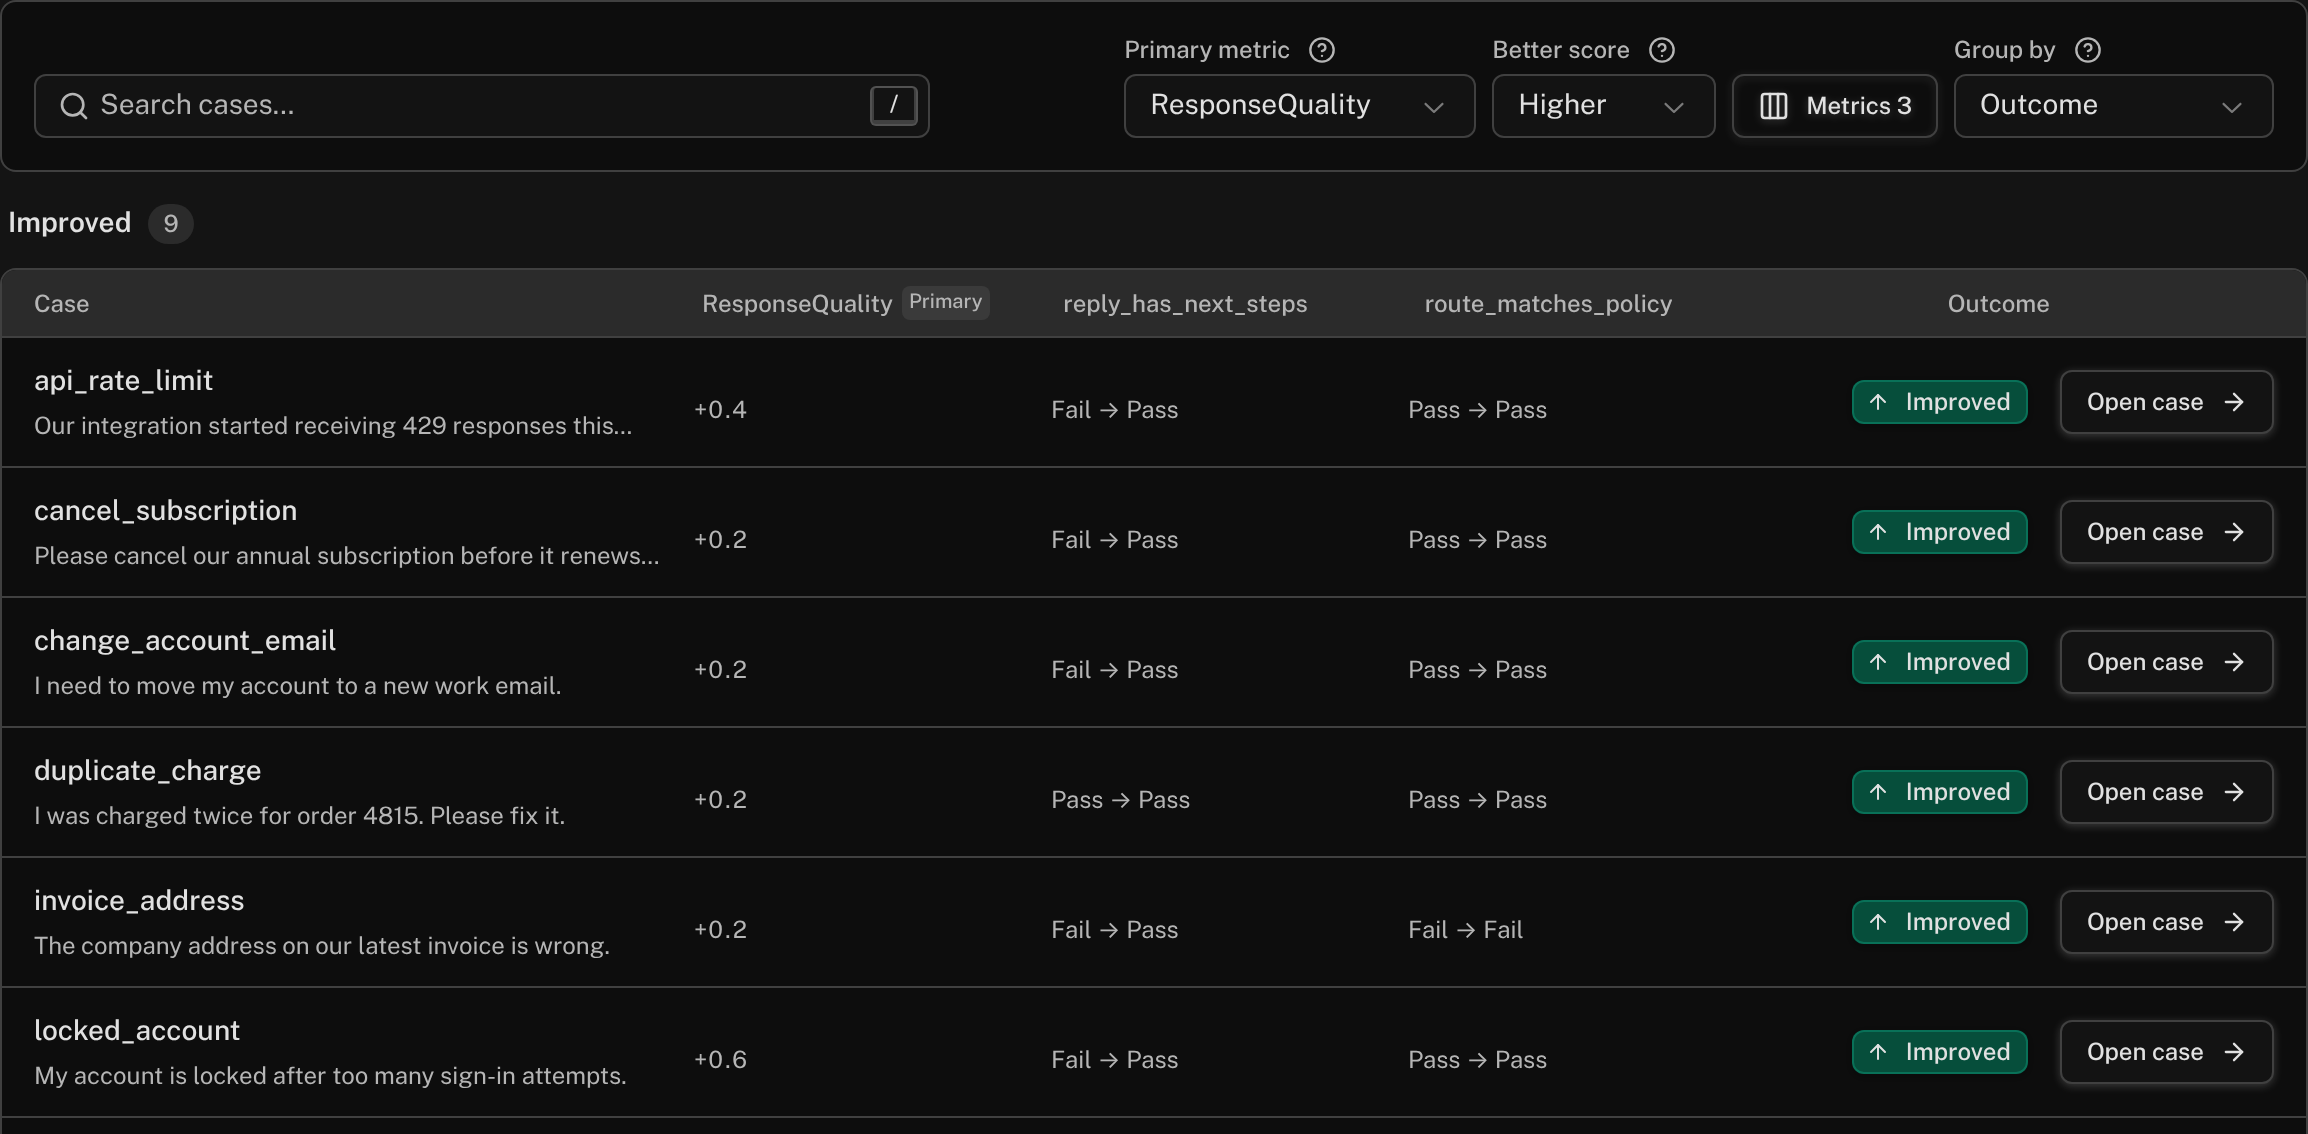 Primary metric ? Better score ? Group by ?
Search cases... / ResponseQuality Higher Metrics 3 Outcome
Improved 9
Case ResponseQuality Primary reply_has_next_steps route_matches_policy Outcome
api_rate_limit
Our integration started receiving 429 responses this...
+0.4 Fail → Pass Pass → Pass ↑ Improved Open case →
cancel_subscription
Please cancel our annual subscription before it renews...
+0.2 Fail → Pass Pass → Pass ↑ Improved Open case →
change_account_email
I need to move my account to a new work email.
+0.2 Fail → Pass Pass → Pass ↑ Improved Open case →
duplicate_charge
I was charged twice for order 4815. Please fix it.
+0.2 Pass → Pass Pass → Pass ↑ Improved Open case →
invoice_address
The company address on our latest invoice is wrong.
+0.2 Fail → Pass Fail → Fail ↑ Improved Open case →
locked_account
My account is locked after too many sign-in attempts.
+0.6 Fail → Pass Pass → Pass ↑ Improved Open case →